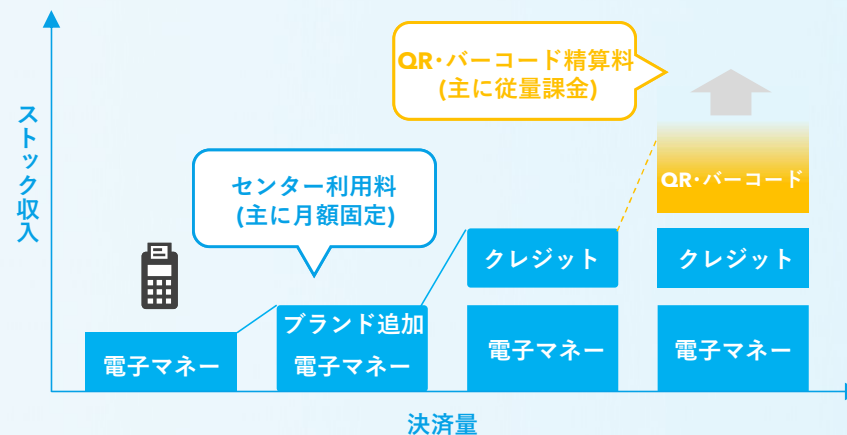 QR・バーコード精算料
(主に従量課金)
ストック収入
センター利用料
(主に月額固定)
電子マネー
ブランド追加
電子マネー
クレジット
電子マネー
QR・バーコード
クレジット
電子マネー
決済量